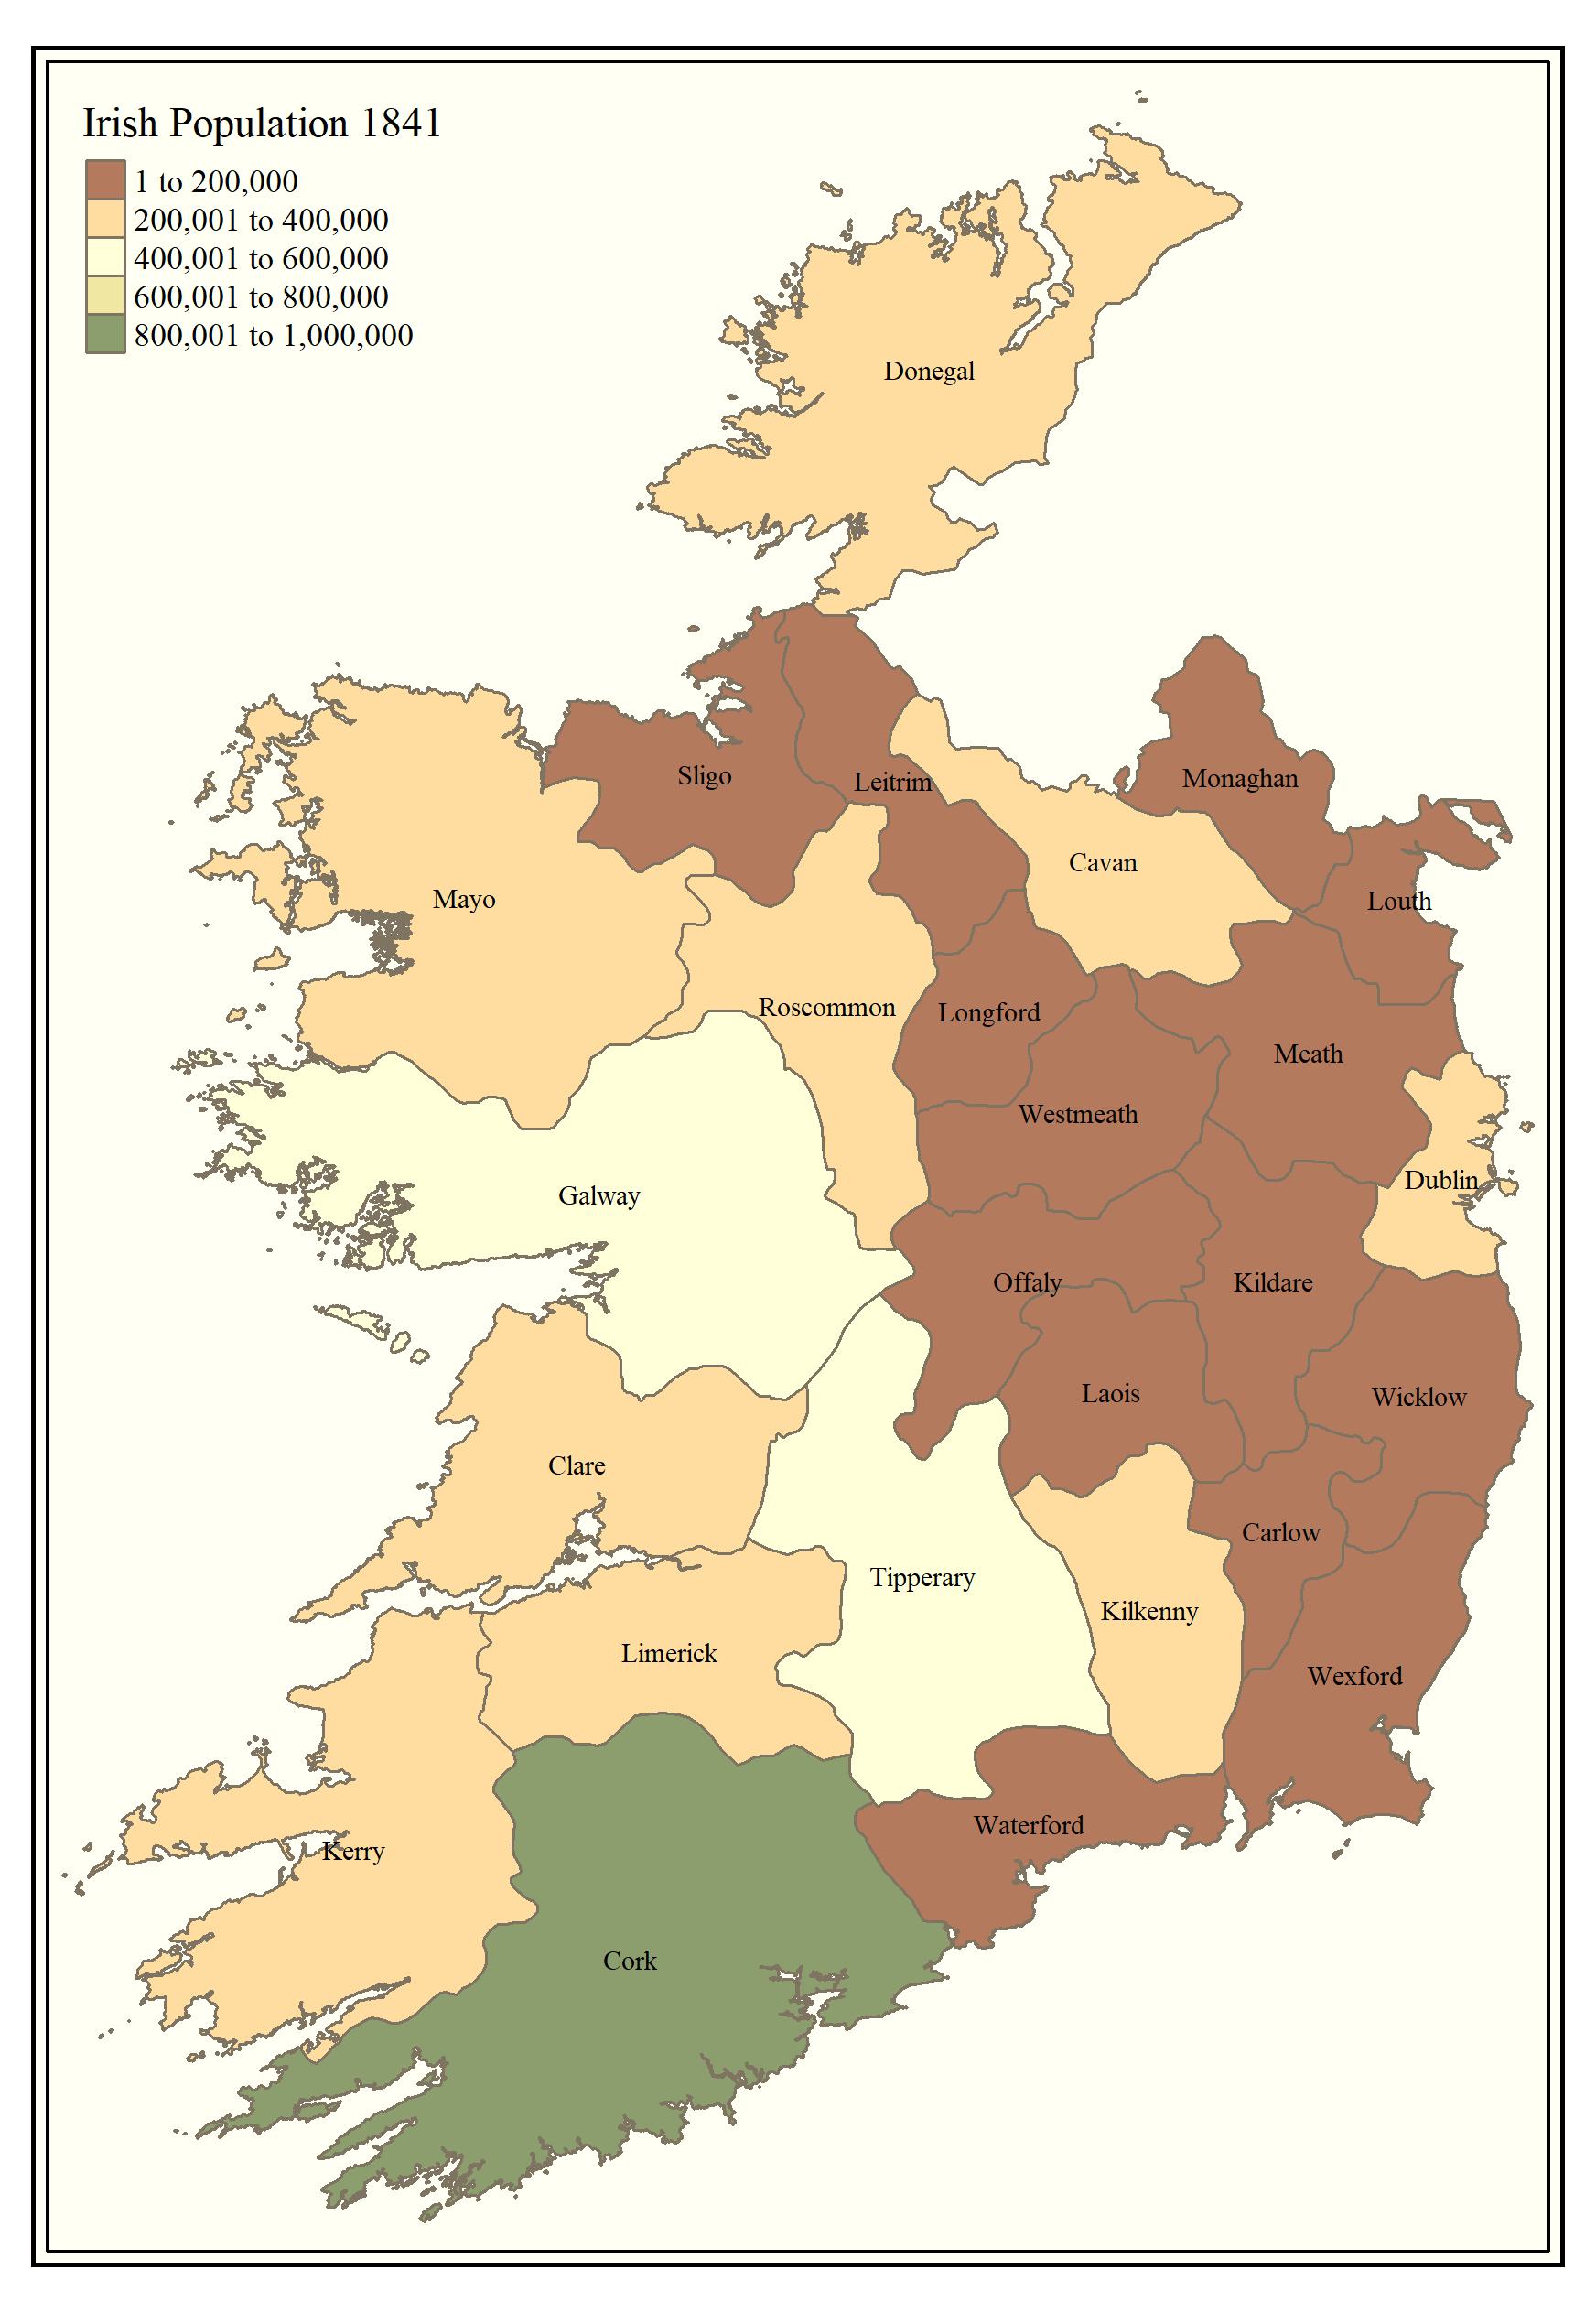 Irish Population 1841
1 to 200,000
200,001 to 400,000
400,001 to 600,000
600,001 to 800,000
800,001 to 1,000,000
Donegal
Sligo
Leitrim
Monaghan
Cavan
Mayo
Louth
Roscommon
Longford
Meath
Westmeath
Dublin
Galway
Offaly
Kildare
Laois
Wicklow
Clare
Carlow
Tipperary
Kilkenny
Limerick
Wexford
Waterford
Kerry
Cork